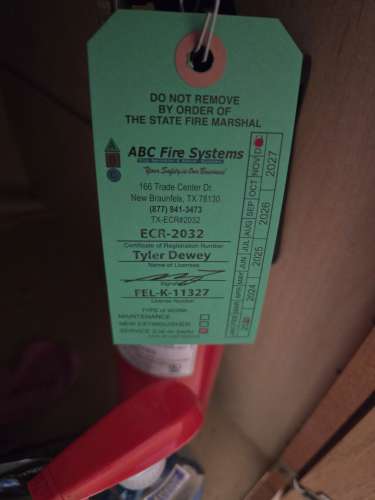 DO NOT REMOVE
BY ORDER OF
THE STATE FIRE MARSHAL
ABC Fire Systems
"Your Safety is Our Business"
166 Trade Center Dr.
New Braunfels, TX 78130
(877) 941-3473
TX-ECR#2032
ECR-2032
Certificate of Registration Number
Tyler Dewey
Name of Licensee
Signature
FEL-K-11327
License Number
TYPE of WORK
MAINTENANCE
NEW EXTINGUISHER
MAY JUN JUL AUG SEP OCT NOV
2024 2025 2026 2027